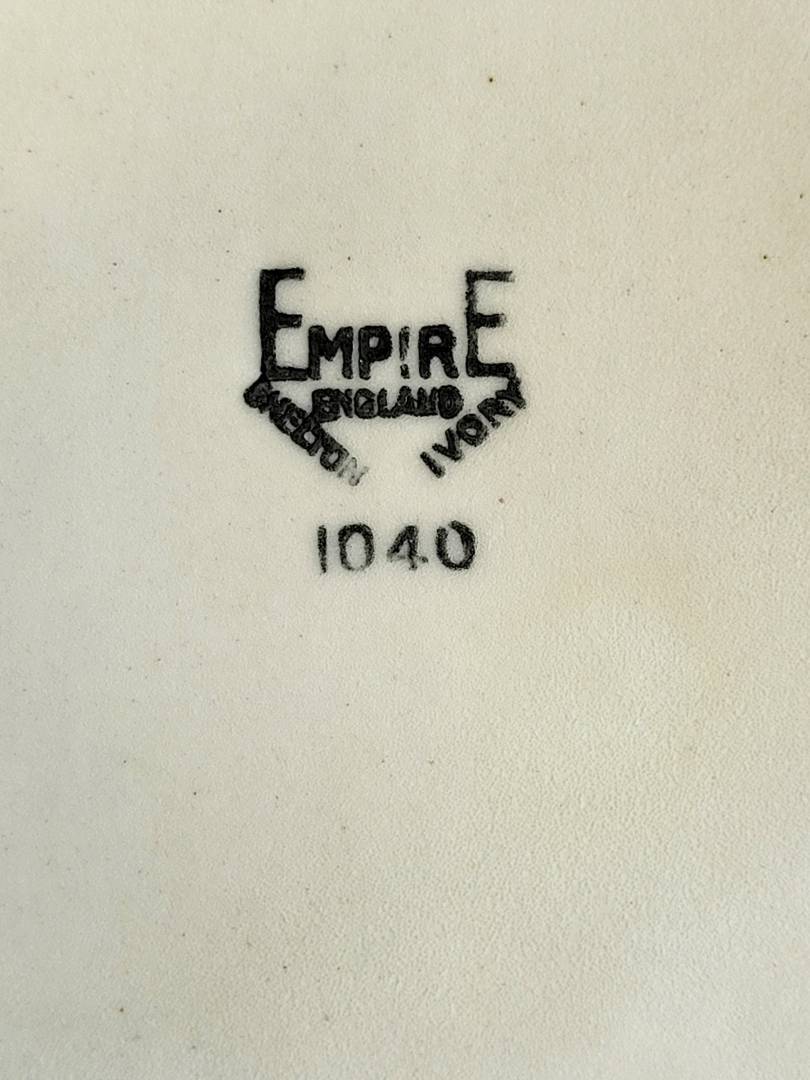 EMPIRE
ENGLAND
SHELTON IVORY
1040